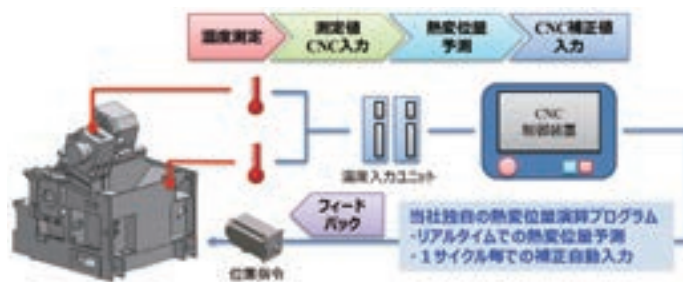 温度測定
測定値
CNC入力
熱変位量
予測
CNC補正値
入力
CNC
制御装置
温度入力ユニット
フィード
バック
位置指令
当社独自の熱変位量演算プログラム
・リアルタイムでの熱変位量予測
・1サイクル毎での補正自動入力